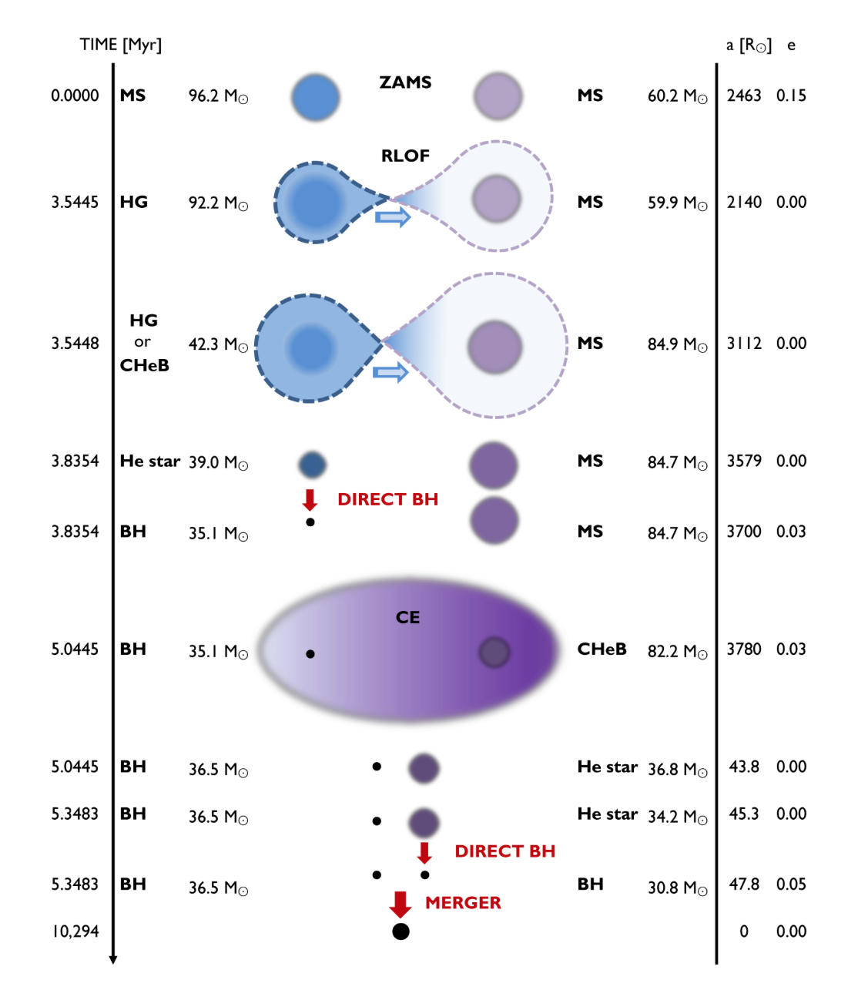 TIME [Myr] a [R⊙] e
ZAMS
0.0000 MS 96.2 M⊙ MS 60.2 M⊙ 2463 0.15
RLOF
3.5445 HG 92.2 M⊙ MS 59.9 M⊙ 2140 0.00
HG
or
3.5448 42.3 M⊙ MS 84.9 M⊙ 3112 0.00
CHeB
3.8354 He star 39.0 M⊙ MS 84.7 M⊙ 3579 0.00
DIRECT BH
3.8354 BH 35.1 M⊙ MS 84.7 M⊙ 3700 0.03
CE
5.0445 BH 35.1 M⊙ CHeB 82.2 M⊙ 3780 0.03
5.0445 BH 36.5 M⊙ He star 36.8 M⊙ 43.8 0.00
5.3483 BH 36.5 M⊙ He star 34.2 M⊙ 45.3 0.00
DIRECT BH
5.3483 BH 36.5 M⊙ BH 30.8 M⊙ 47.8 0.05
MERGER
10,294 0 0.00